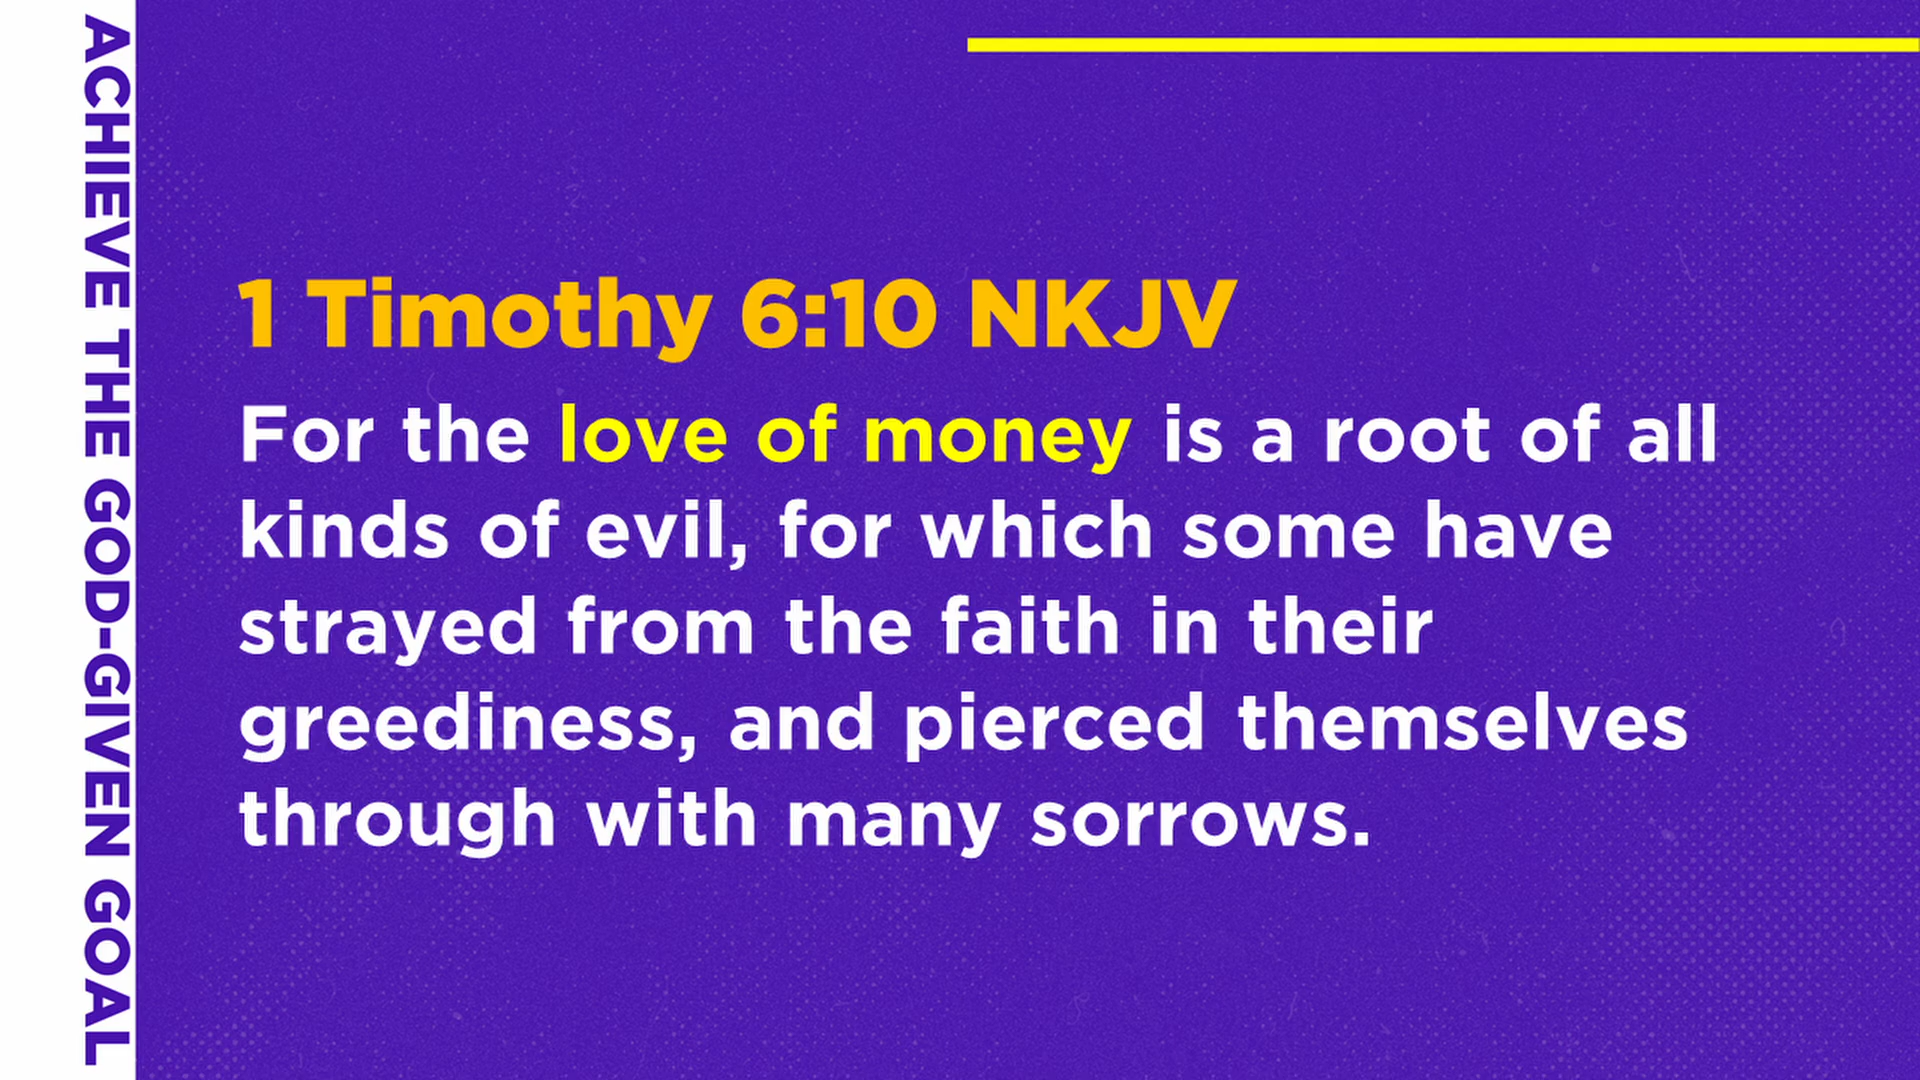 ACHIEVE THE GOD-GIVEN GOAL
1 Timothy 6:10 NKJV
For the love of money is a root of all
kinds of evil, for which some have
strayed from the faith in their
greediness, and pierced themselves
through with many sorrows.